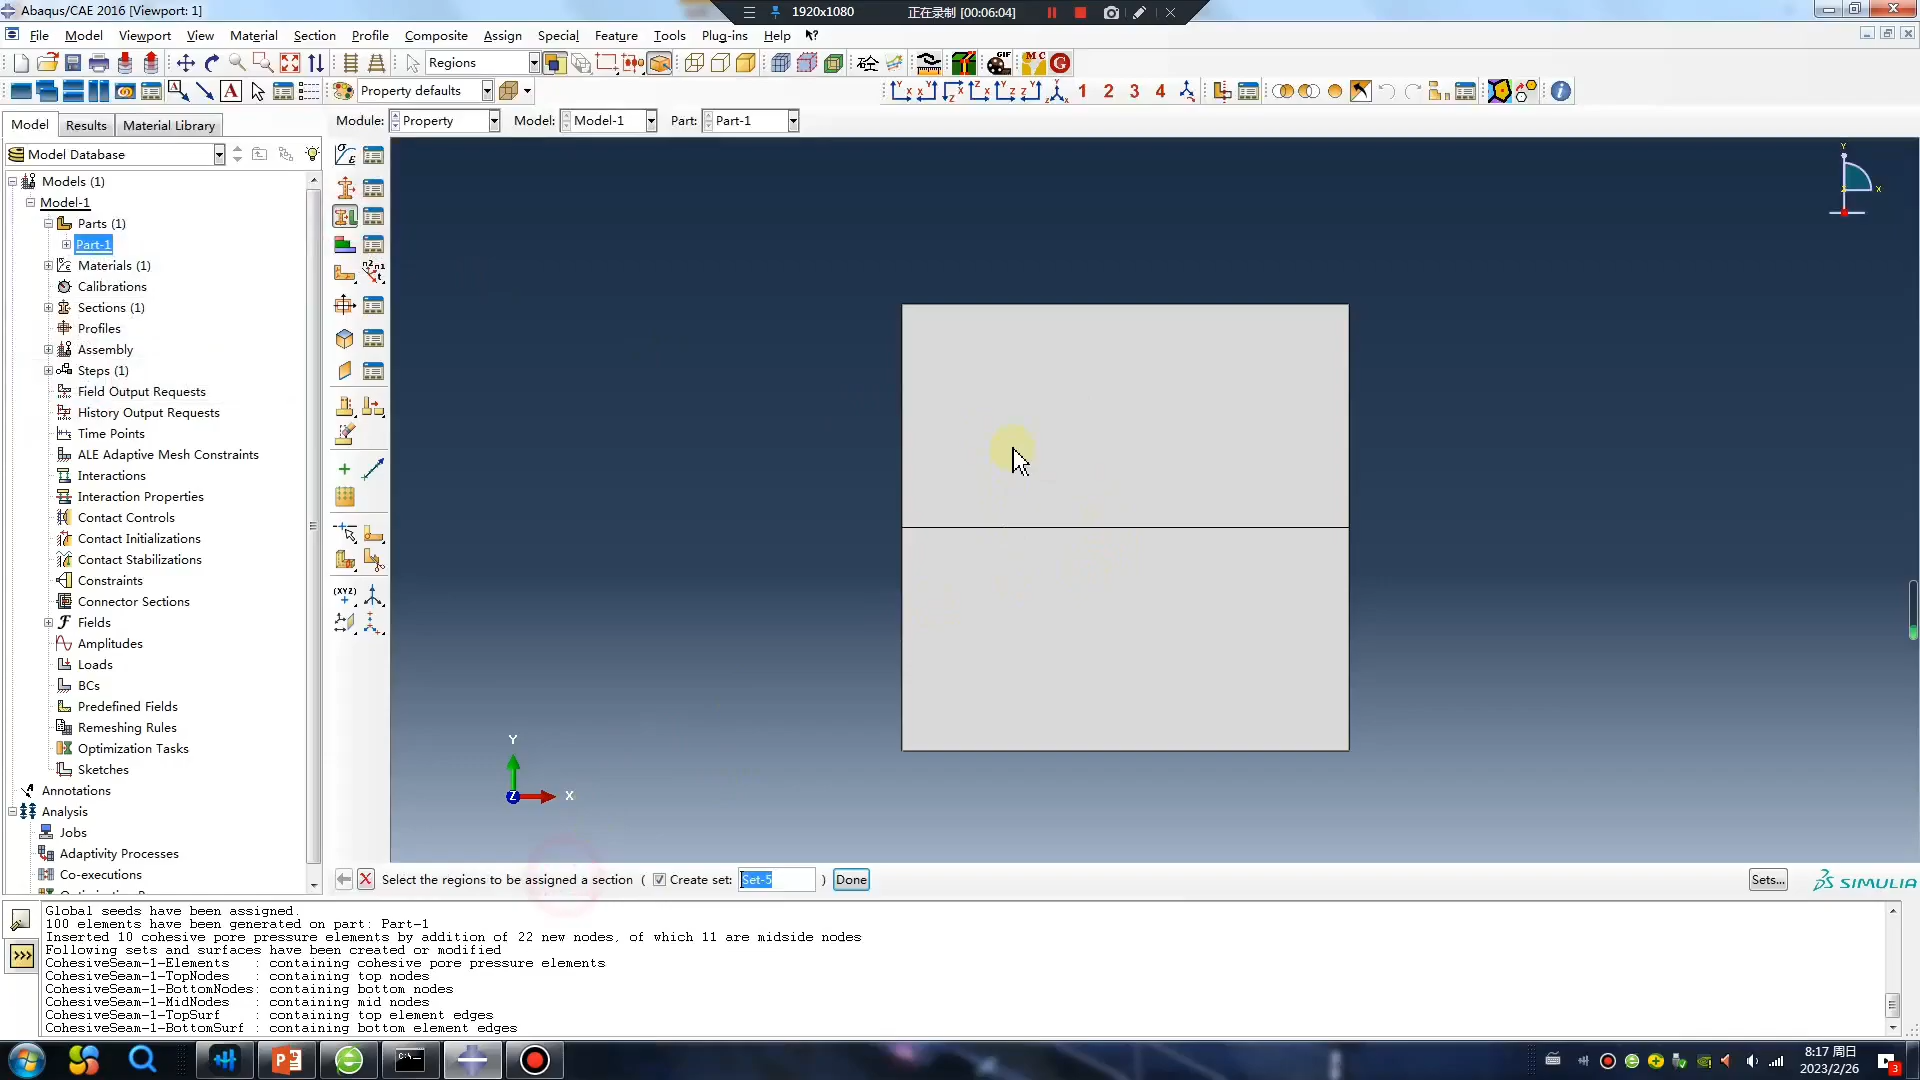 Abaqus/CAE 2016 [Viewport: 1]
1920x1080 正在录制 [00:06:04]
File Model Viewport View Material Section Profile Composite Assign Special Feature Tools Plug-ins Help
Regions
GIF MC G
A Property defaults 1 2 3 4
Model Results Material Library
Module: Property Model: Model-1 Part: Part-1
Model Database
Models (1)
Model-1
Parts (1)
Part-1
Materials (1)
Calibrations
Sections (1)
Profiles
Assembly
Steps (1)
Field Output Requests
History Output Requests
Time Points
ALE Adaptive Mesh Constraints
Interactions
Interaction Properties
Contact Controls
Contact Initializations
Contact Stabilizations
Constraints
Connector Sections
Fields
Amplitudes
Loads
BCs
Predefined Fields
Remeshing Rules
Optimization Tasks
Sketches
Annotations
Analysis
Jobs
Adaptivity Processes
Co-executions
Y
X
Y
Z X
Select the regions to be assigned a section ( Create set: Set-5 ) Done Sets... SIMULIA
Global seeds have been assigned.
100 elements have been generated on part: Part-1
Inserted 10 cohesive pore pressure elements by addition of 22 new nodes, of which 11 are midside nodes
Following sets and surfaces have been created or modified
CohesiveSeam-1-Elements : containing cohesive pore pressure elements
CohesiveSeam-1-TopNodes : containing top nodes
CohesiveSeam-1-BottomNodes: containing bottom nodes
CohesiveSeam-1-MidNodes : containing mid nodes
CohesiveSeam-1-TopSurf : containing top element edges
CohesiveSeam-1-BottomSurf : containing bottom element edges
8:17 周日
2023/2/26
3